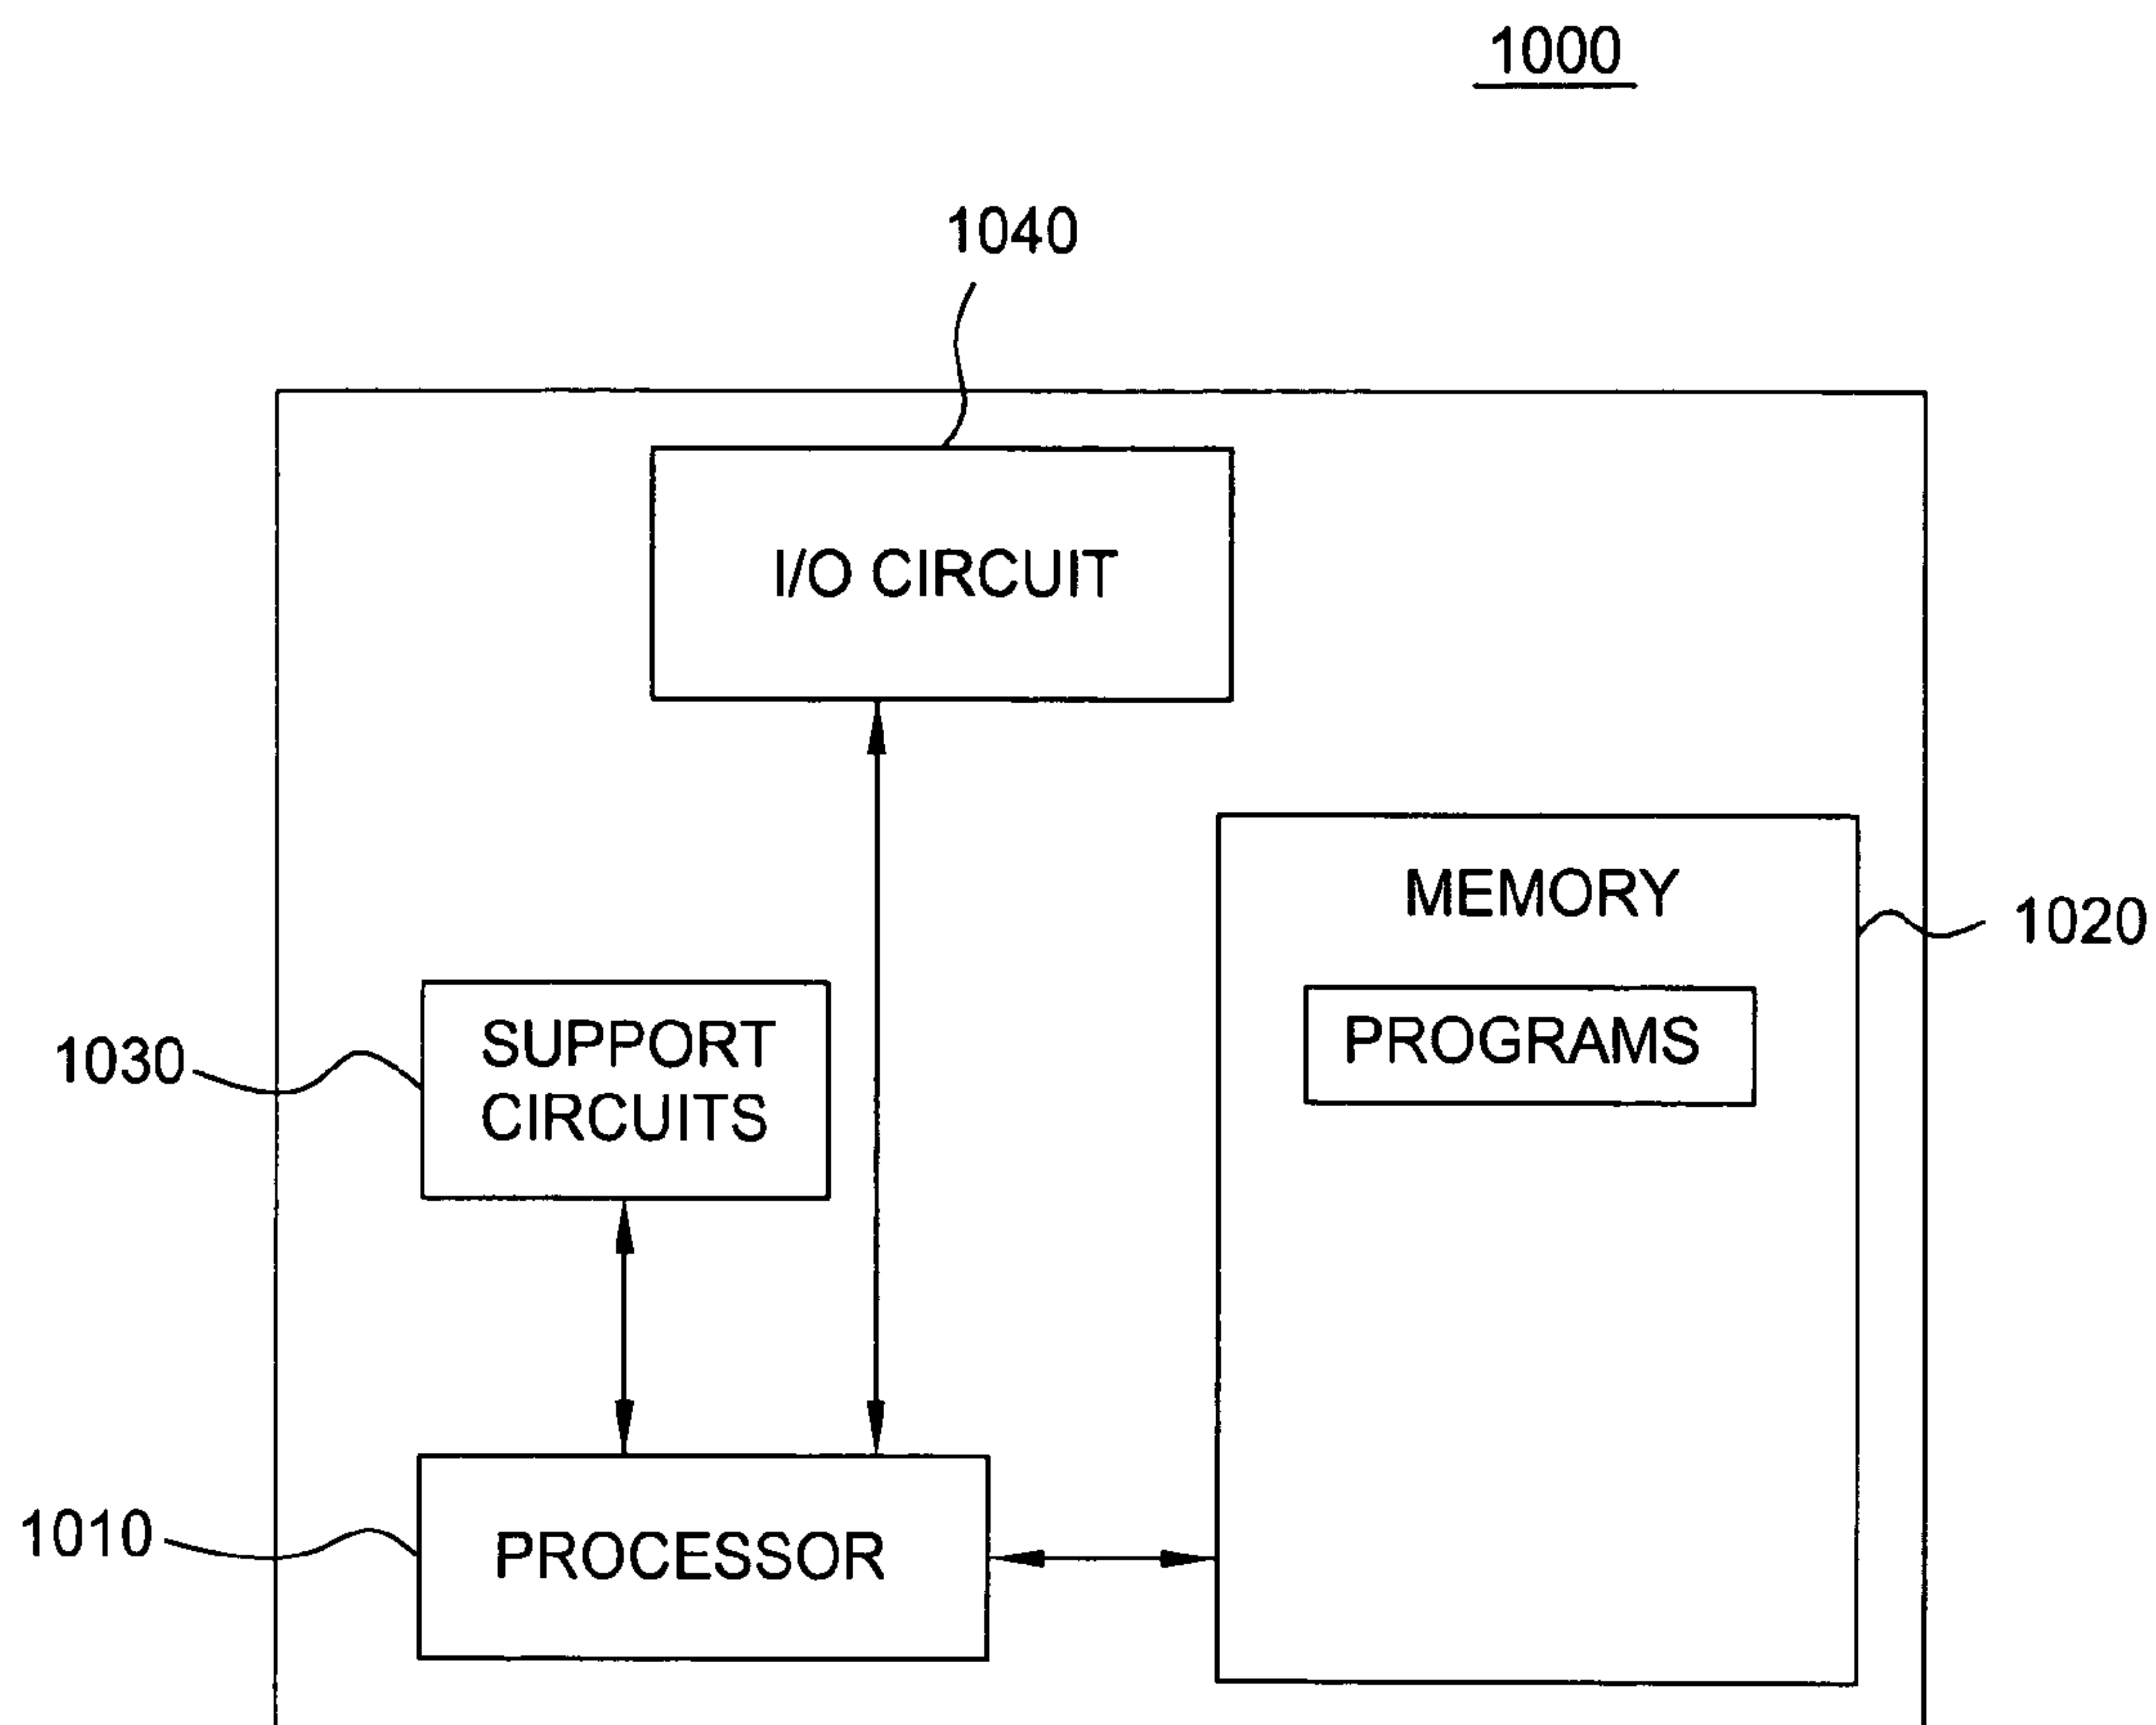 1000
1040
I/O CIRCUIT
MEMORY
1020
PROGRAMS
1030
SUPPORT
CIRCUITS
1010
PROCESSOR